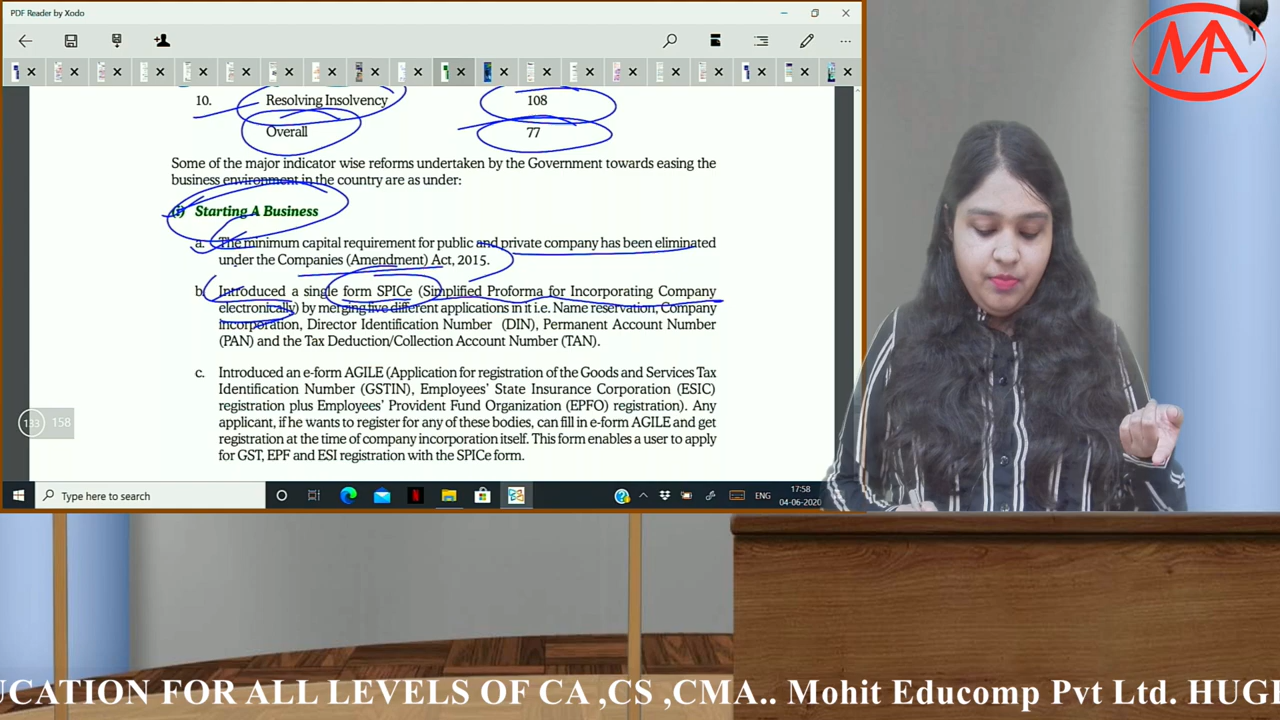 PDF Reader by Xodo
10. Resolving Insolvency 108
Overall 77
Some of the major indicator wise reforms undertaken by the Government towards easing the
business environment in the country are as under:
(i) Starting A Business
a. The minimum capital requirement for public and private company has been eliminated
under the Companies (Amendment) Act, 2015.
b. Introduced a single form SPICe (Simplified Proforma for Incorporating Company
electronically) by merging five different applications in it i.e. Name reservation, Company
incorporation, Director Identification Number (DIN), Permanent Account Number
(PAN) and the Tax Deduction/Collection Account Number (TAN).
c. Introduced an e-form AGILE (Application for registration of the Goods and Services Tax
Identification Number (GSTIN), Employees' State Insurance Corporation (ESIC)
registration plus Employees' Provident Fund Organization (EPFO) registration). Any
applicant, if he wants to register for any of these bodies, can fill in e-form AGILE and get
registration at the time of company incorporation itself. This form enables a user to apply
for GST, EPF and ESI registration with the SPICe form.
133 158
Type here to search
ENG
17:58
04-06-2020
MA
UCATION FOR ALL LEVELS OF CA ,CS ,CMA.. Mohit Educomp Pvt Ltd. HUGE